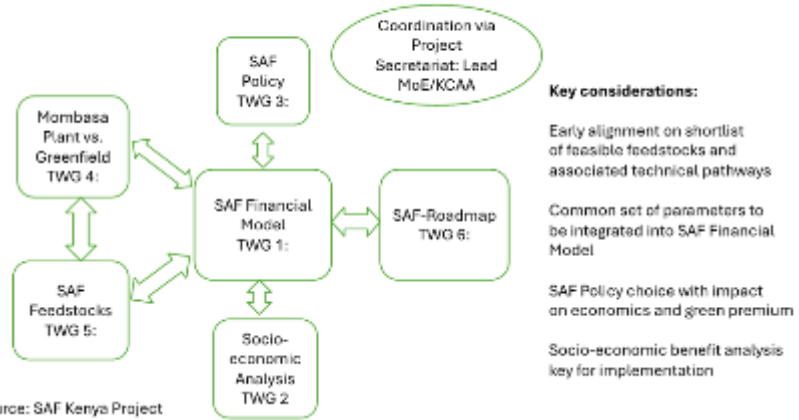 Coordination via
Project
Secretariat: Lead
MoE/KCAA
SAF
Policy
TWG 3:
Mombasa
Plant vs.
Greenfield
TWG 4:
SAF Financial
Model
TWG 1:
SAF-Roadmap
TWG 6:
SAF
Feedstocks
TWG 5:
Socio-
economic
Analysis
TWG 2
Key considerations:
Early alignment on shortlist
of feasible feedstocks and
associated technical pathways
Common set of parameters to
be integrated into SAF Financial
Model
SAF Policy choice with impact
on economics and green premium
Socio-economic benefit analysis
key for implementation
urce: SAF Kenya Project